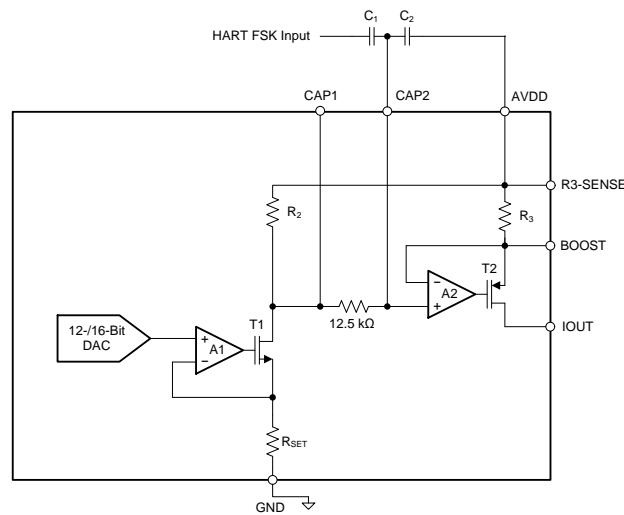 C1 C2
HART FSK Input
CAP1 CAP2 AVDD
R3-SENSE
R2 R3
BOOST
T2
−
A2
+
12.5 kΩ
IOUT
T1
12-/16-Bit
DAC
+
A1
−
RSET
GND